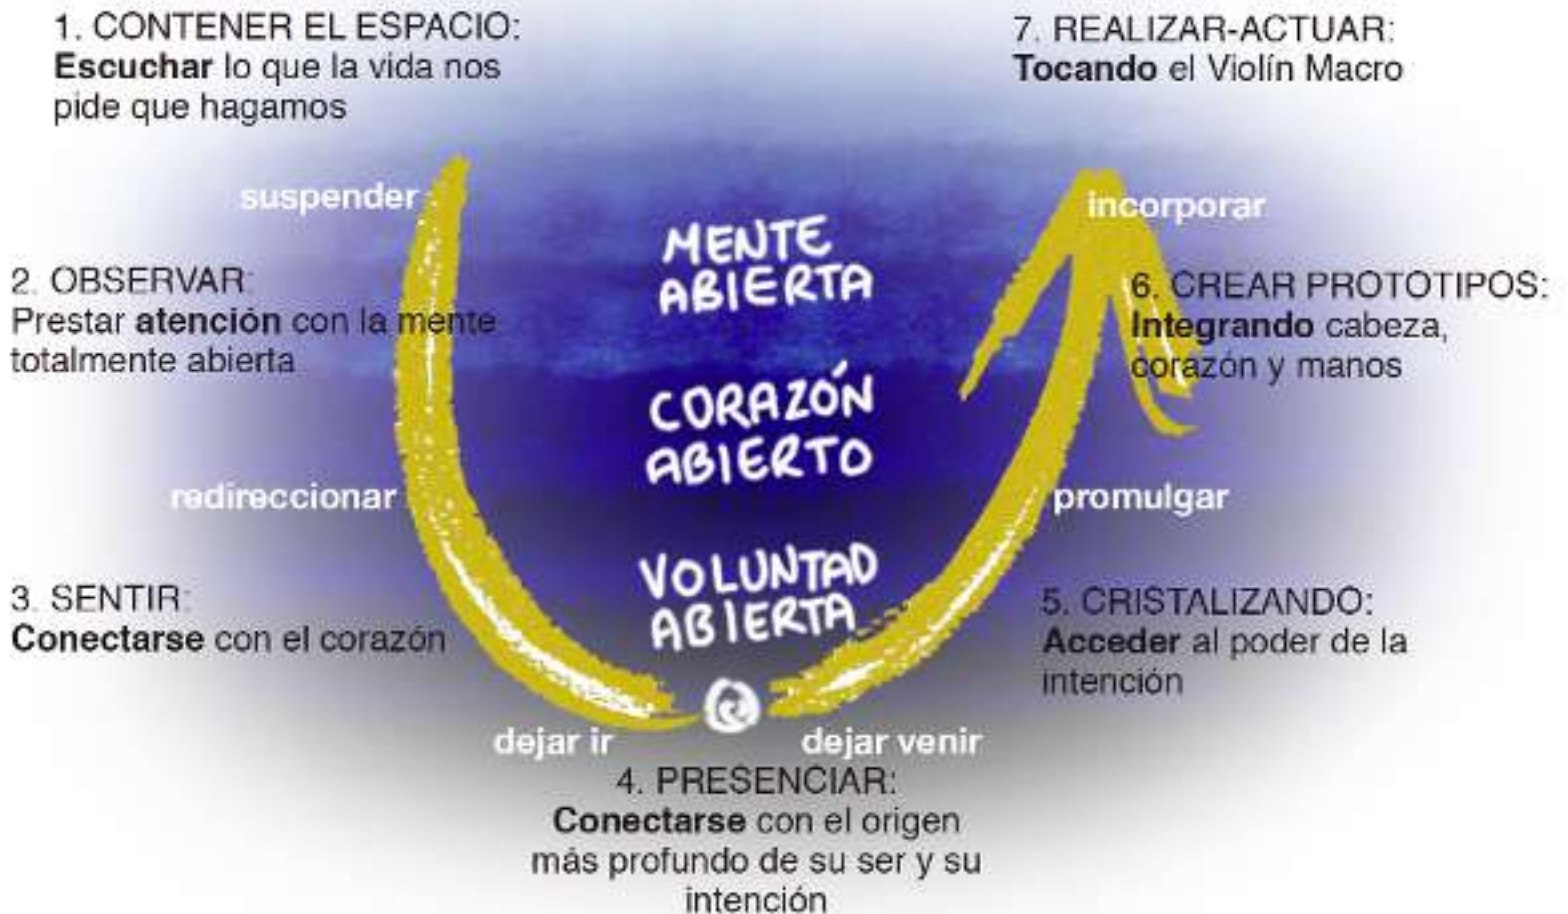 1. CONTENER EL ESPACIO:
Escuchar lo que la vida nos
pide que hagamos
suspender
2. OBSERVAR:
Prestar atención con la mente
totalmente abierta
redireccionar
3. SENTIR:
Conectarse con el corazón
dejar ir
MENTE
ABIERTA
CORAZÓN
ABIERTO
VOLUNTAD
ABIERTA
4. PRESENCIAR:
Conectarse con el origen
más profundo de su ser y su
intención
dejar venir
5. CRISTALIZANDO:
Acceder al poder de la
intención
promulgar
6. CREAR PROTOTIPOS:
Integrando cabeza,
corazón y manos
incorporar
7. REALIZAR-ACTUAR:
Tocando el Violín Macro